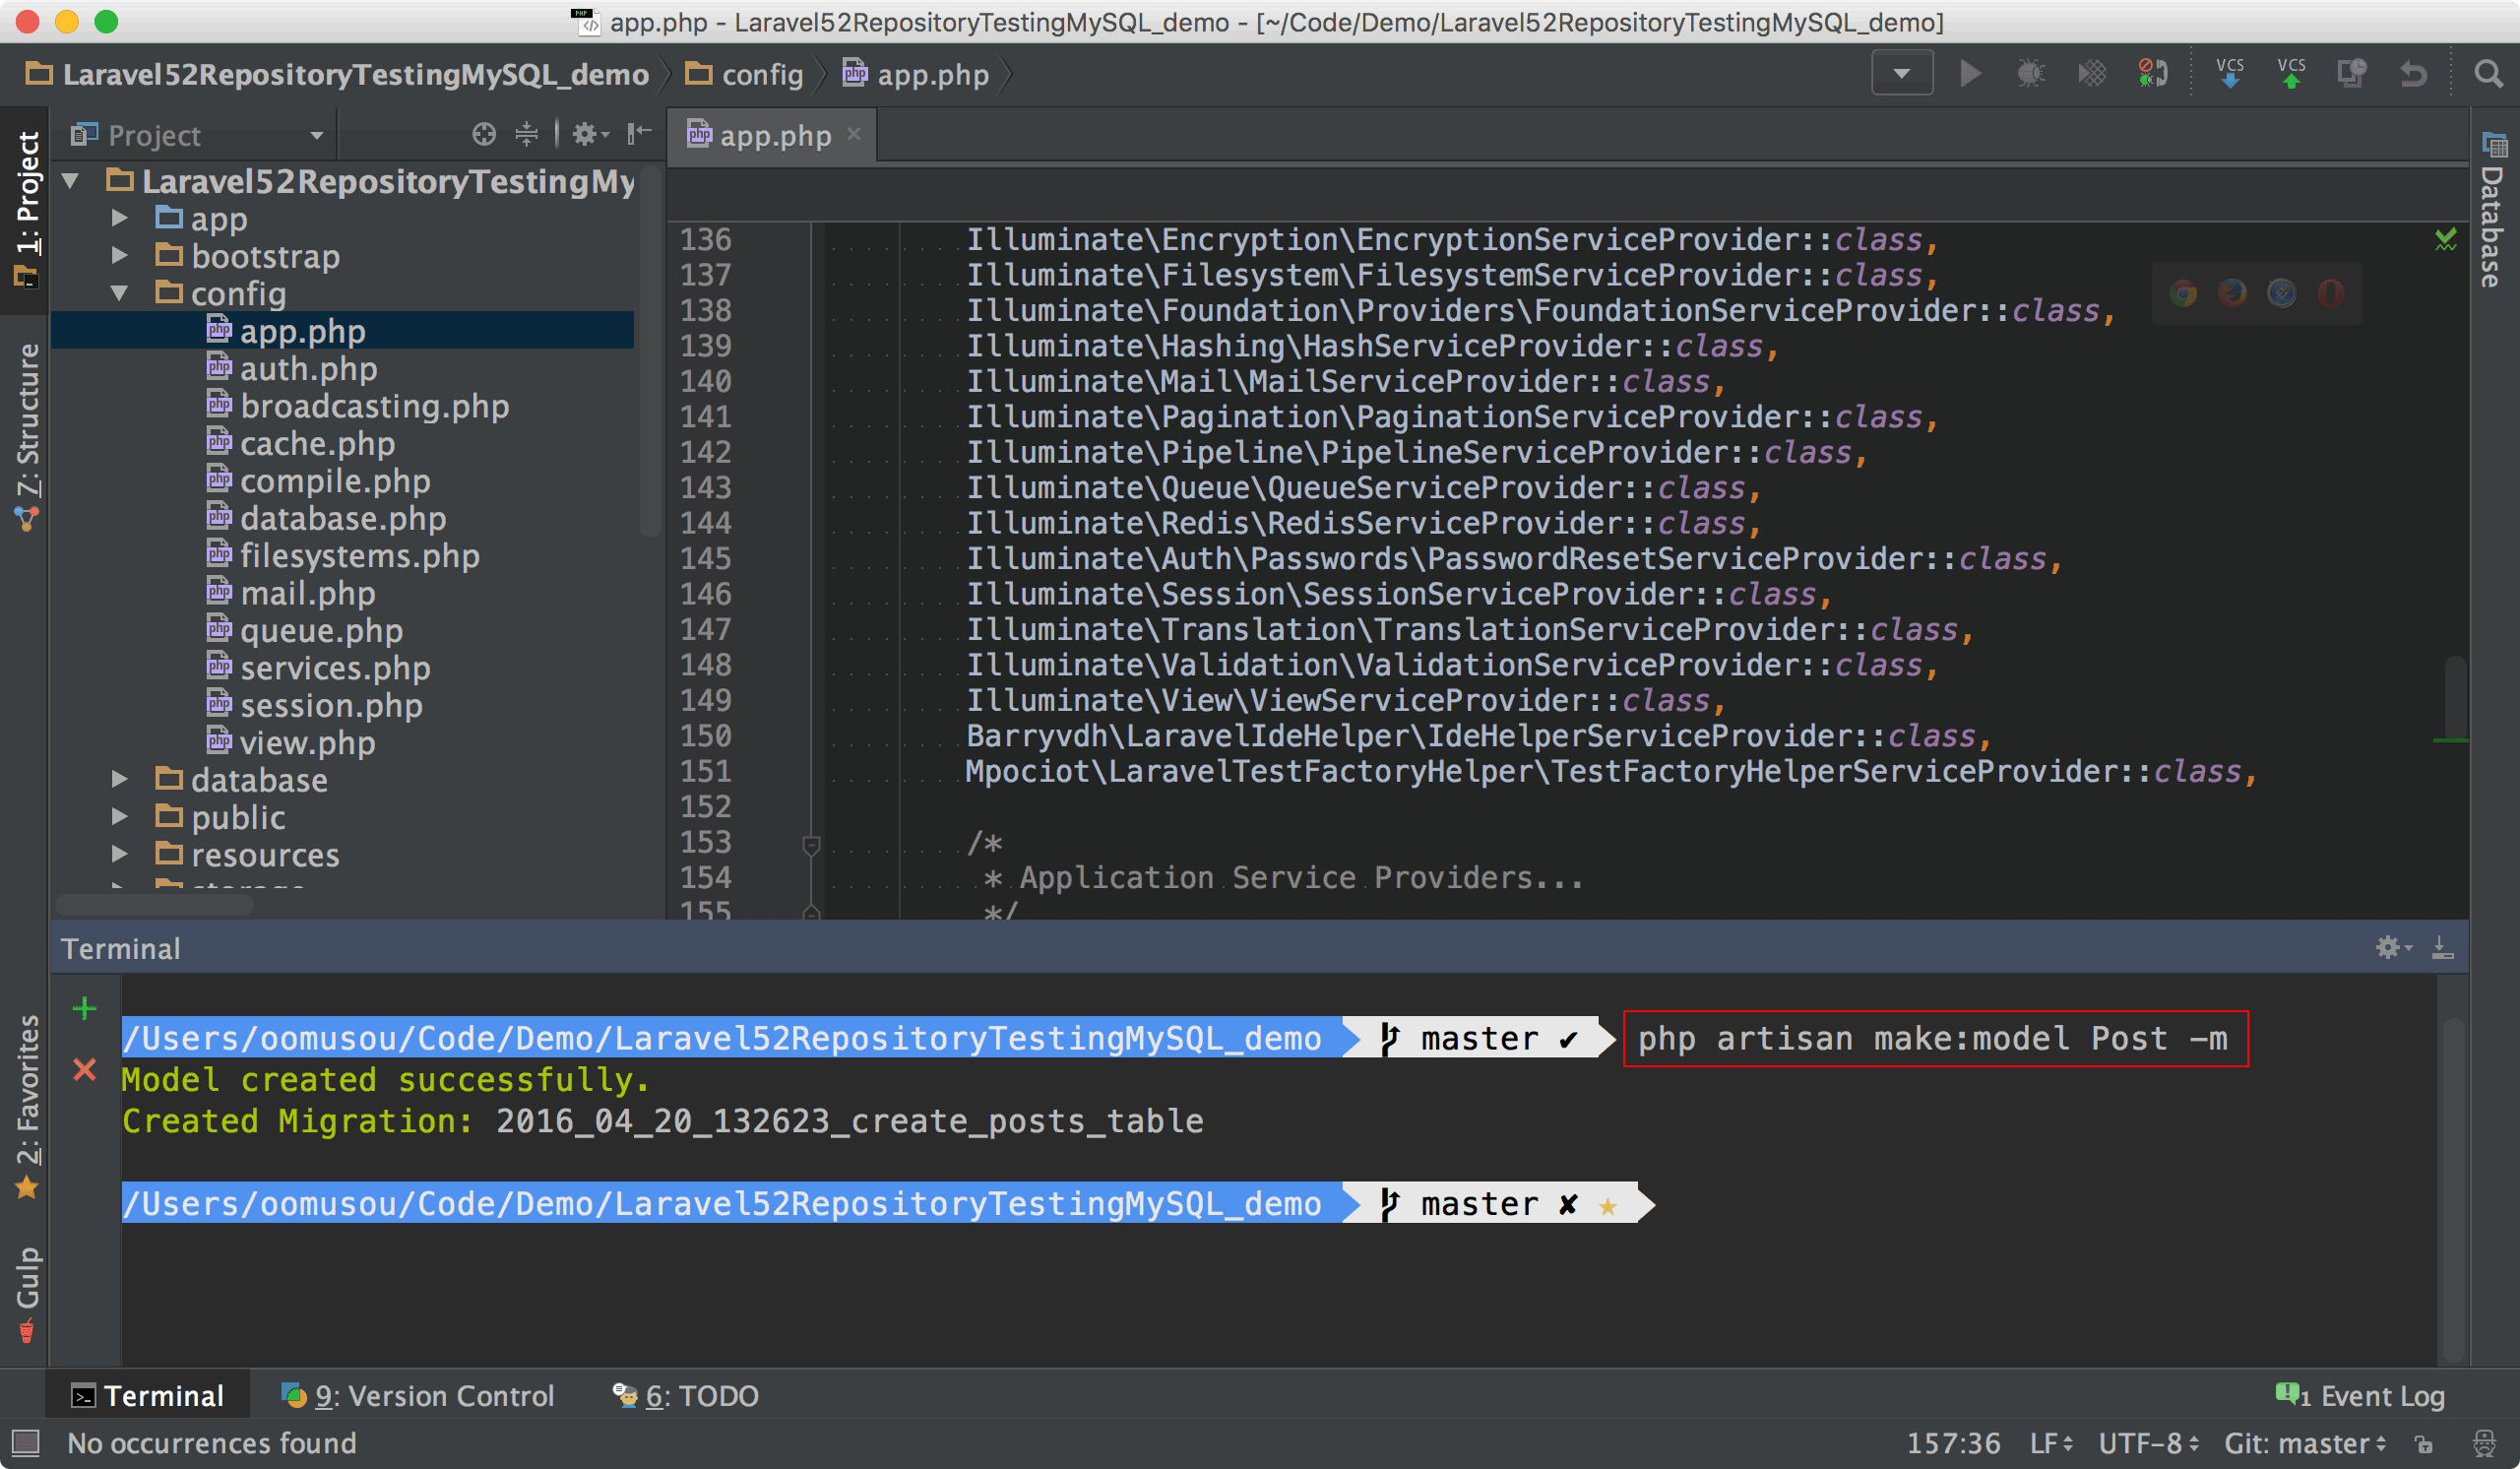 app.php - Laravel52RepositoryTestingMySQL_demo - [~/Code/Demo/Laravel52RepositoryTestingMySQL_demo]
Laravel52RepositoryTestingMySQL_demo config app.php
VCS VCS
1: Project
7: Structure
2: Favorites
Gulp
Project
Laravel52RepositoryTestingMy
app
bootstrap
config
app.php
auth.php
broadcasting.php
cache.php
compile.php
database.php
filesystems.php
mail.php
queue.php
services.php
session.php
view.php
database
public
resources
storage
app.php
136 Illuminate\Encryption\EncryptionServiceProvider::class,
137 Illuminate\Filesystem\FilesystemServiceProvider::class,
138 Illuminate\Foundation\Providers\FoundationServiceProvider::class,
139 Illuminate\Hashing\HashServiceProvider::class,
140 Illuminate\Mail\MailServiceProvider::class,
141 Illuminate\Pagination\PaginationServiceProvider::class,
142 Illuminate\Pipeline\PipelineServiceProvider::class,
143 Illuminate\Queue\QueueServiceProvider::class,
144 Illuminate\Redis\RedisServiceProvider::class,
145 Illuminate\Auth\Passwords\PasswordResetServiceProvider::class,
146 Illuminate\Session\SessionServiceProvider::class,
147 Illuminate\Translation\TranslationServiceProvider::class,
148 Illuminate\Validation\ValidationServiceProvider::class,
149 Illuminate\View\ViewServiceProvider::class,
150 Barryvdh\LaravelIdeHelper\IdeHelperServiceProvider::class,
151 Mpociot\LaravelTestFactoryHelper\TestFactoryHelperServiceProvider::class,
152
153 /*
154 * Application Service Providers...
155 */
Database
Terminal
/Users/oomusou/Code/Demo/Laravel52RepositoryTestingMySQL_demo master ✔ php artisan make:model Post -m
Model created successfully.
Created Migration: 2016_04_20_132623_create_posts_table
/Users/oomusou/Code/Demo/Laravel52RepositoryTestingMySQL_demo master ✘ ★
Terminal 9: Version Control 6: TODO 1 Event Log
No occurrences found 157:36 LF UTF-8 Git: master